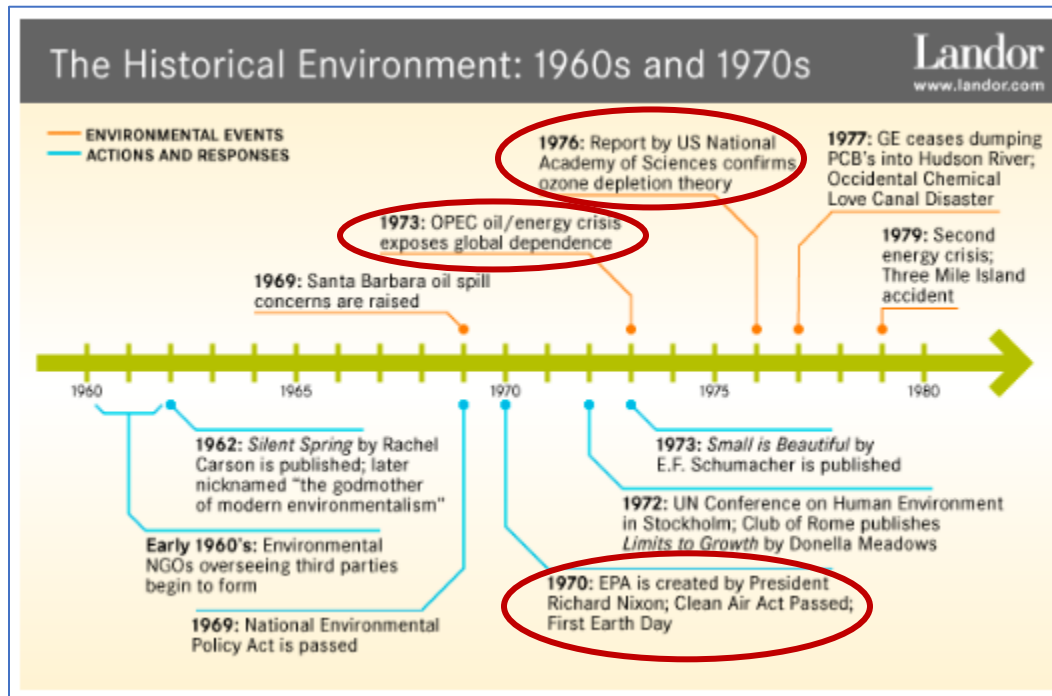 The Historical Environment: 1960s and 1970s
Landor
www.landor.com
ENVIRONMENTAL EVENTS
ACTIONS AND RESPONSES
1976: Report by US National
Academy of Sciences confirms
ozone depletion theory
1977: GE ceases dumping
PCB's into Hudson River;
Occidental Chemical
Love Canal Disaster
1973: OPEC oil/energy crisis
exposes global dependence
1979: Second
energy crisis;
Three Mile Island
accident
1969: Santa Barbara oil spill
concerns are raised
1960
1965
1970
1975
1980
1962: Silent Spring by Rachel
Carson is published; later
nicknamed "the godmother
of modern environmentalism"
1973: Small is Beautiful by
E.F. Schumacher is published
1972: UN Conference on Human Environment
in Stockholm; Club of Rome publishes
Limits to Growth by Donella Meadows
Early 1960's: Environmental
NGOs overseeing third parties
begin to form
1970: EPA is created by President
Richard Nixon; Clean Air Act Passed;
First Earth Day
1969: National Environmental
Policy Act is passed